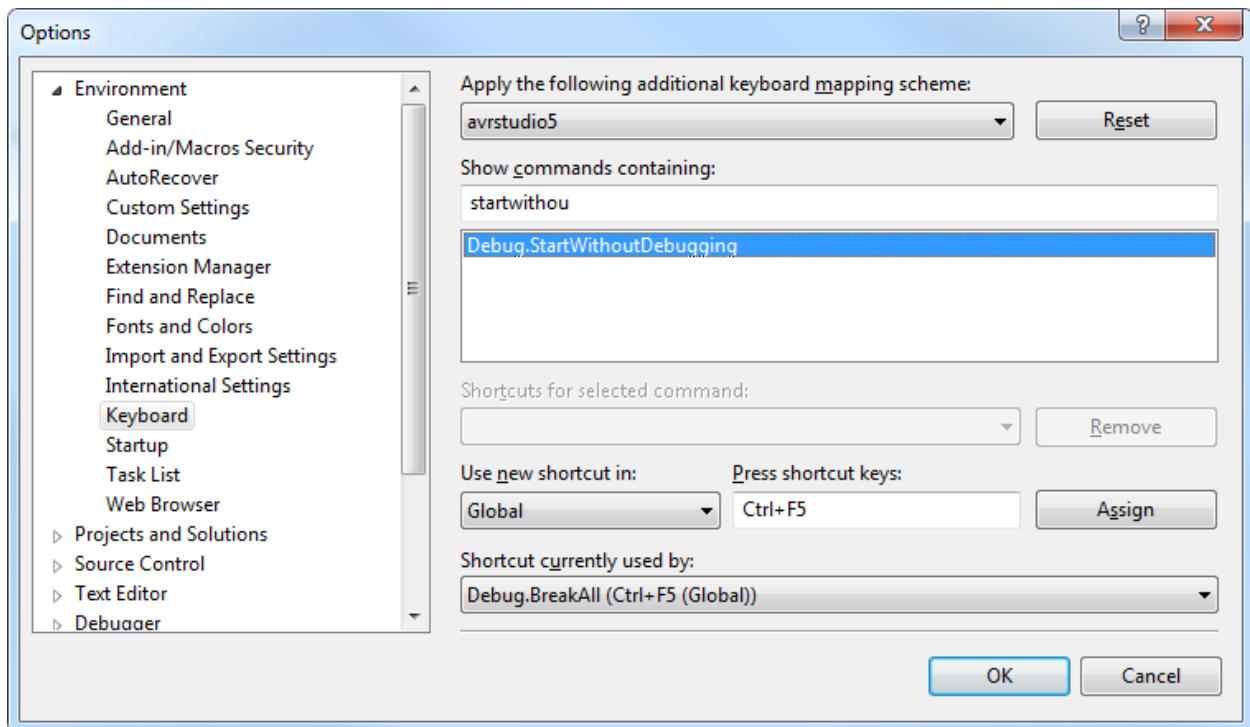 Options
Environment
General
Add-in/Macros Security
AutoRecover
Custom Settings
Documents
Extension Manager
Find and Replace
Fonts and Colors
Import and Export Settings
International Settings
Keyboard
Startup
Task List
Web Browser
Projects and Solutions
Source Control
Text Editor
Debugger
Apply the following additional keyboard mapping scheme:
avrstudio5
Reset
Show commands containing:
startwithou
Debug.StartWithoutDebugging
Shortcuts for selected command:
Remove
Use new shortcut in:
Press shortcut keys:
Global
Ctrl+F5
Assign
Shortcut currently used by:
Debug.BreakAll (Ctrl+F5 (Global))
OK
Cancel